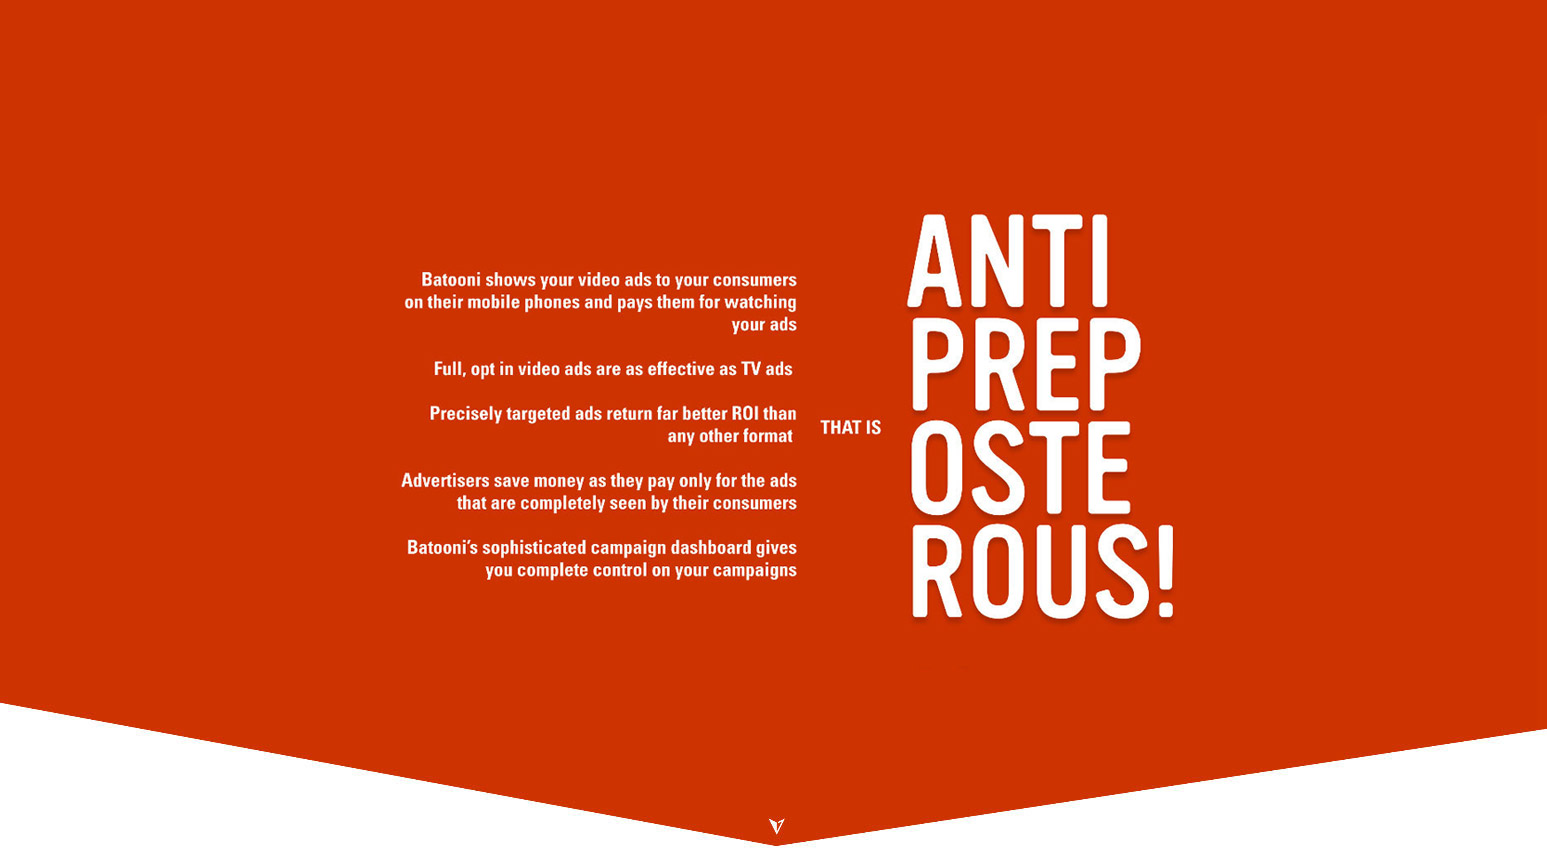 Batooni shows your video ads to your consumers
on their mobile phones and pays them for watching
your ads
Full, opt in video ads are as effective as TV ads
Precisely targeted ads return far better ROI than
any other format
Advertisers save money as they pay only for the ads
that are completely seen by their consumers
Batooni's sophisticated campaign dashboard gives
you complete control on your campaigns
THAT IS
ANTI
PREP
OSTE
ROUS!